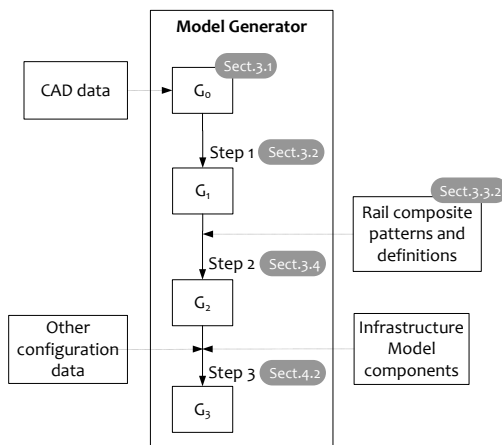 Model Generator
Sect.3.1
CAD data
G0
Step 1 Sect.3.2
G1
Sect.3.3.2
Rail composite
patterns and
definitions
Step 2 Sect.3.4
G2
Other
configuration
data
Infrastructure
Model
components
Step 3 Sect.4.2
G3